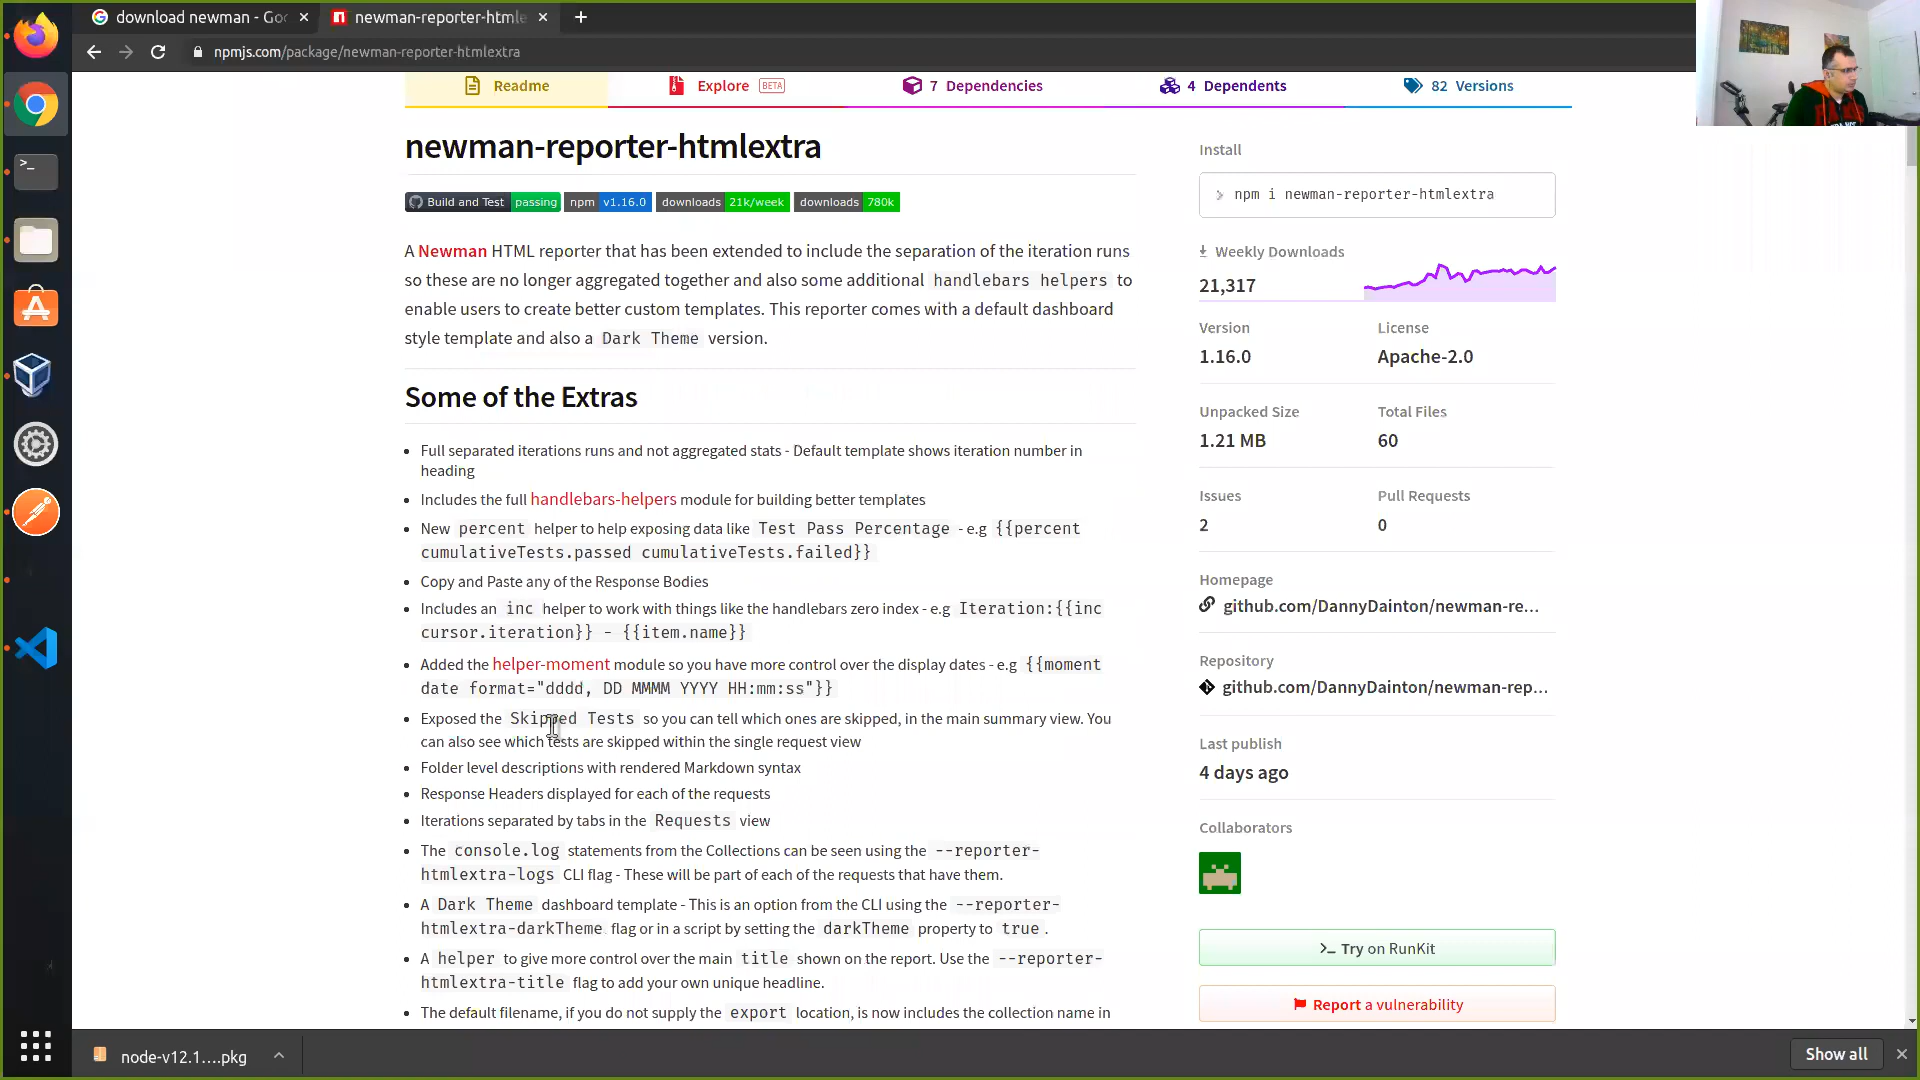 download newman - Goo
newman-reporter-htmle
npmjs.com/package/newman-reporter-htmlextra
Readme
Explore BETA
7 Dependencies
4 Dependents
82 Versions
newman-reporter-htmlextra
Build and Test passing npm v1.16.0 downloads 21k/week downloads 780k
A Newman HTML reporter that has been extended to include the separation of the iteration runs
so these are no longer aggregated together and also some additional handlebars helpers to
enable users to create better custom templates. This reporter comes with a default dashboard
style template and also a Dark Theme version.
Some of the Extras
• Full separated iterations runs and not aggregated stats - Default template shows iteration number in
heading
• Includes the full handlebars-helpers module for building better templates
• New percent helper to help exposing data like Test Pass Percentage - e.g {{percent
cumulativeTests.passed cumulativeTests.failed}}
• Copy and Paste any of the Response Bodies
• Includes an inc helper to work with things like the handlebars zero index - e.g Iteration:{{inc
cursor.iteration}} - {{item.name}}
• Added the helper-moment module so you have more control over the display dates - e.g {{moment
date format="dddd, DD MMMM YYYY HH:mm:ss"}}
• Exposed the Skipped Tests so you can tell which ones are skipped, in the main summary view. You
can also see which tests are skipped within the single request view
• Folder level descriptions with rendered Markdown syntax
• Response Headers displayed for each of the requests
• Iterations separated by tabs in the Requests view
• The console.log statements from the Collections can be seen using the --reporter-
htmlextra-logs CLI flag - These will be part of each of the requests that have them.
• A Dark Theme dashboard template - This is an option from the CLI using the --reporter-
htmlextra-darkTheme flag or in a script by setting the darkTheme property to true .
• A helper to give more control over the main title shown on the report. Use the --reporter-
htmlextra-title flag to add your own unique headline.
• The default filename, if you do not supply the export location, is now includes the collection name in
Install
> npm i newman-reporter-htmlextra
Weekly Downloads
21,317
Version
License
1.16.0
Apache-2.0
Unpacked Size
Total Files
1.21 MB
60
Issues
Pull Requests
2
0
Homepage
github.com/DannyDainton/newman-re...
Repository
github.com/DannyDainton/newman-rep...
Last publish
4 days ago
Collaborators
>_ Try on RunKit
Report a vulnerability
node-v12.1....pkg
Show all